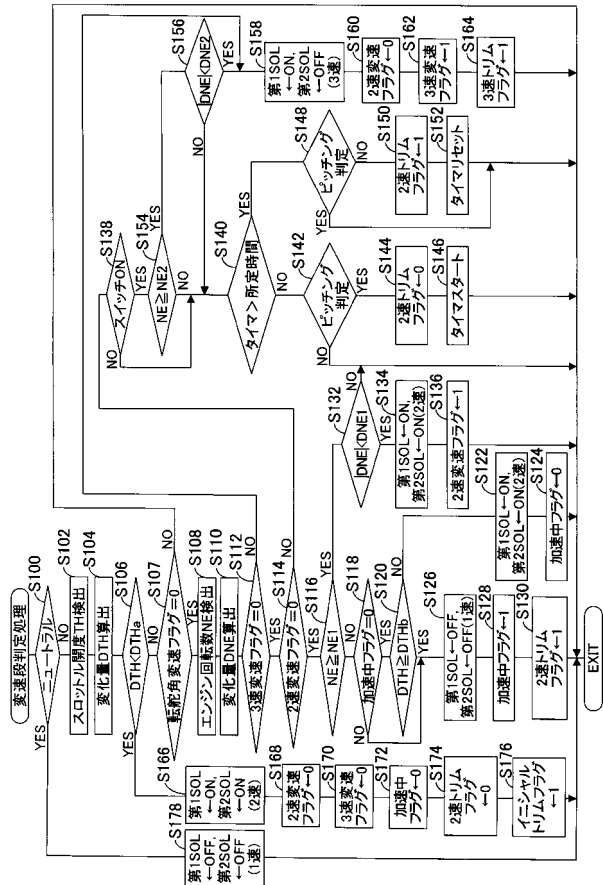 変速段判定処理
S100
ニュートラル
YES
NO
S102
スロットル開度TH検出
S104
変化量DTH算出
S106
DTH<DTHa
YES
NO
S107
転舵角変速フラグ=0
NO
YES
S108
エンジン回転数NE検出
S110
変化量DNE算出
S112
3速変速フラグ=0
NO
YES
S114
2速変速フラグ=0
NO
YES
S116
NE≧NE1
YES
NO
S118
加速中フラグ=0
NO
YES
S120
DTH≧DTHb
NO
YES
S126
第1SOL←OFF,
第2SOL←OFF(1速)
S128
加速中フラグ←1
S130
2速トリム
フラグ←1
S122
第1SOL←ON,
第2SOL←ON(2速)
S124
加速中フラグ←0
S132
|DNE|<DNE1
NO
YES
S134
第1SOL←ON,
第2SOL←ON(2速)
S136
2速変速フラグ←1
S138
スイッチON
NO
YES
S154
NE≧NE2
YES
NO
S140
タイマ>所定時間
YES
NO
S142
ピッチング
判定
NO
YES
S144
2速トリム
フラグ←0
S146
タイマスタート
S148
ピッチング
判定
YES
NO
S150
2速トリム
フラグ←1
S152
タイマリセット
S156
|DNE|<DNE2
NO
YES
S158
第1SOL
←ON,
第2SOL
←OFF
(3速)
S160
2速変速
フラグ←0
S162
3速変速
フラグ←1
S164
3速トリム
フラグ←1
S166
第1SOL
←ON,
第2SOL
←ON
(2速)
S168
2速変速
フラグ←0
S170
3速変速
フラグ←0
S172
加速中
フラグ←0
S174
2速トリム
フラグ
←0
S176
イニシャル
トリムフラグ
←1
S178
第1SOL
←OFF,
第2SOL
←OFF
(1速)
EXIT